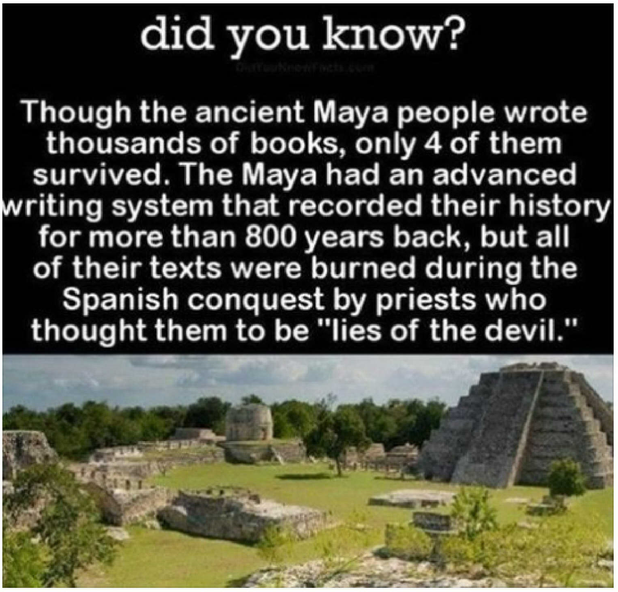 did you know?
DidYouKnowFacts.com
Though the ancient Maya people wrote
thousands of books, only 4 of them
survived. The Maya had an advanced
writing system that recorded their history
for more than 800 years back, but all
of their texts were burned during the
Spanish conquest by priests who
thought them to be "lies of the devil."